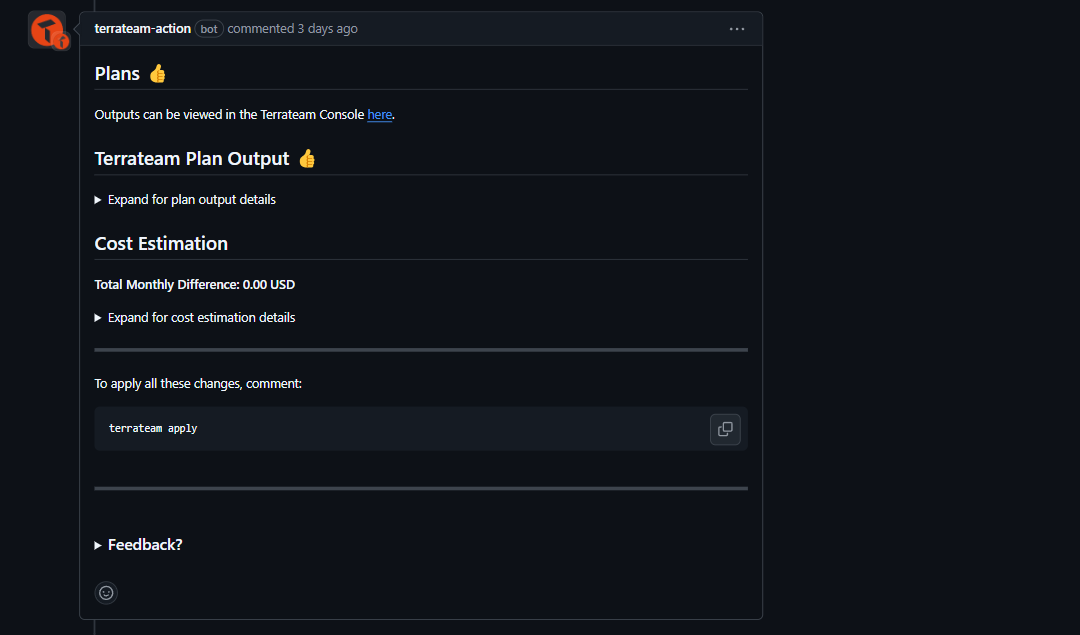 terrateam-action bot commented 3 days ago
Plans 👍
Outputs can be viewed in the Terrateam Console here.
Terrateam Plan Output 👍
Expand for plan output details
Cost Estimation
Total Monthly Difference: 0.00 USD
Expand for cost estimation details
To apply all these changes, comment:
terrateam apply
Feedback?